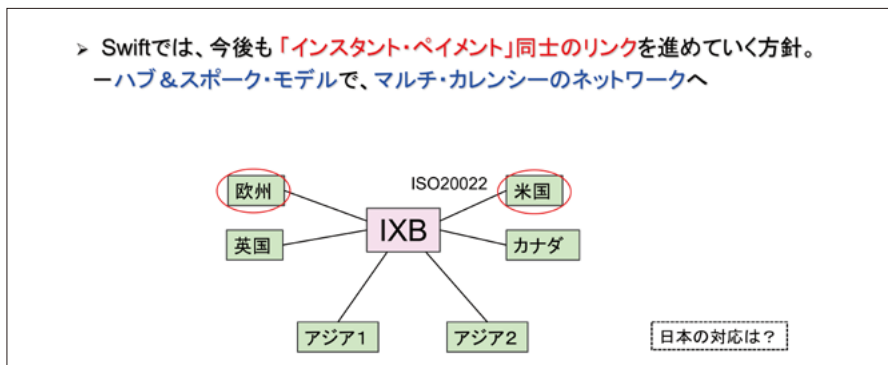 ➢ Swiftでは、今後も「インスタント・ペイメント」同士のリンクを進めていく方針。
－ハブ＆スポーク・モデルで、マルチ・カレンシーのネットワークへ
欧州
ISO20022
米国
IXB
英国
カナダ
アジア１
アジア２
日本の対応は？